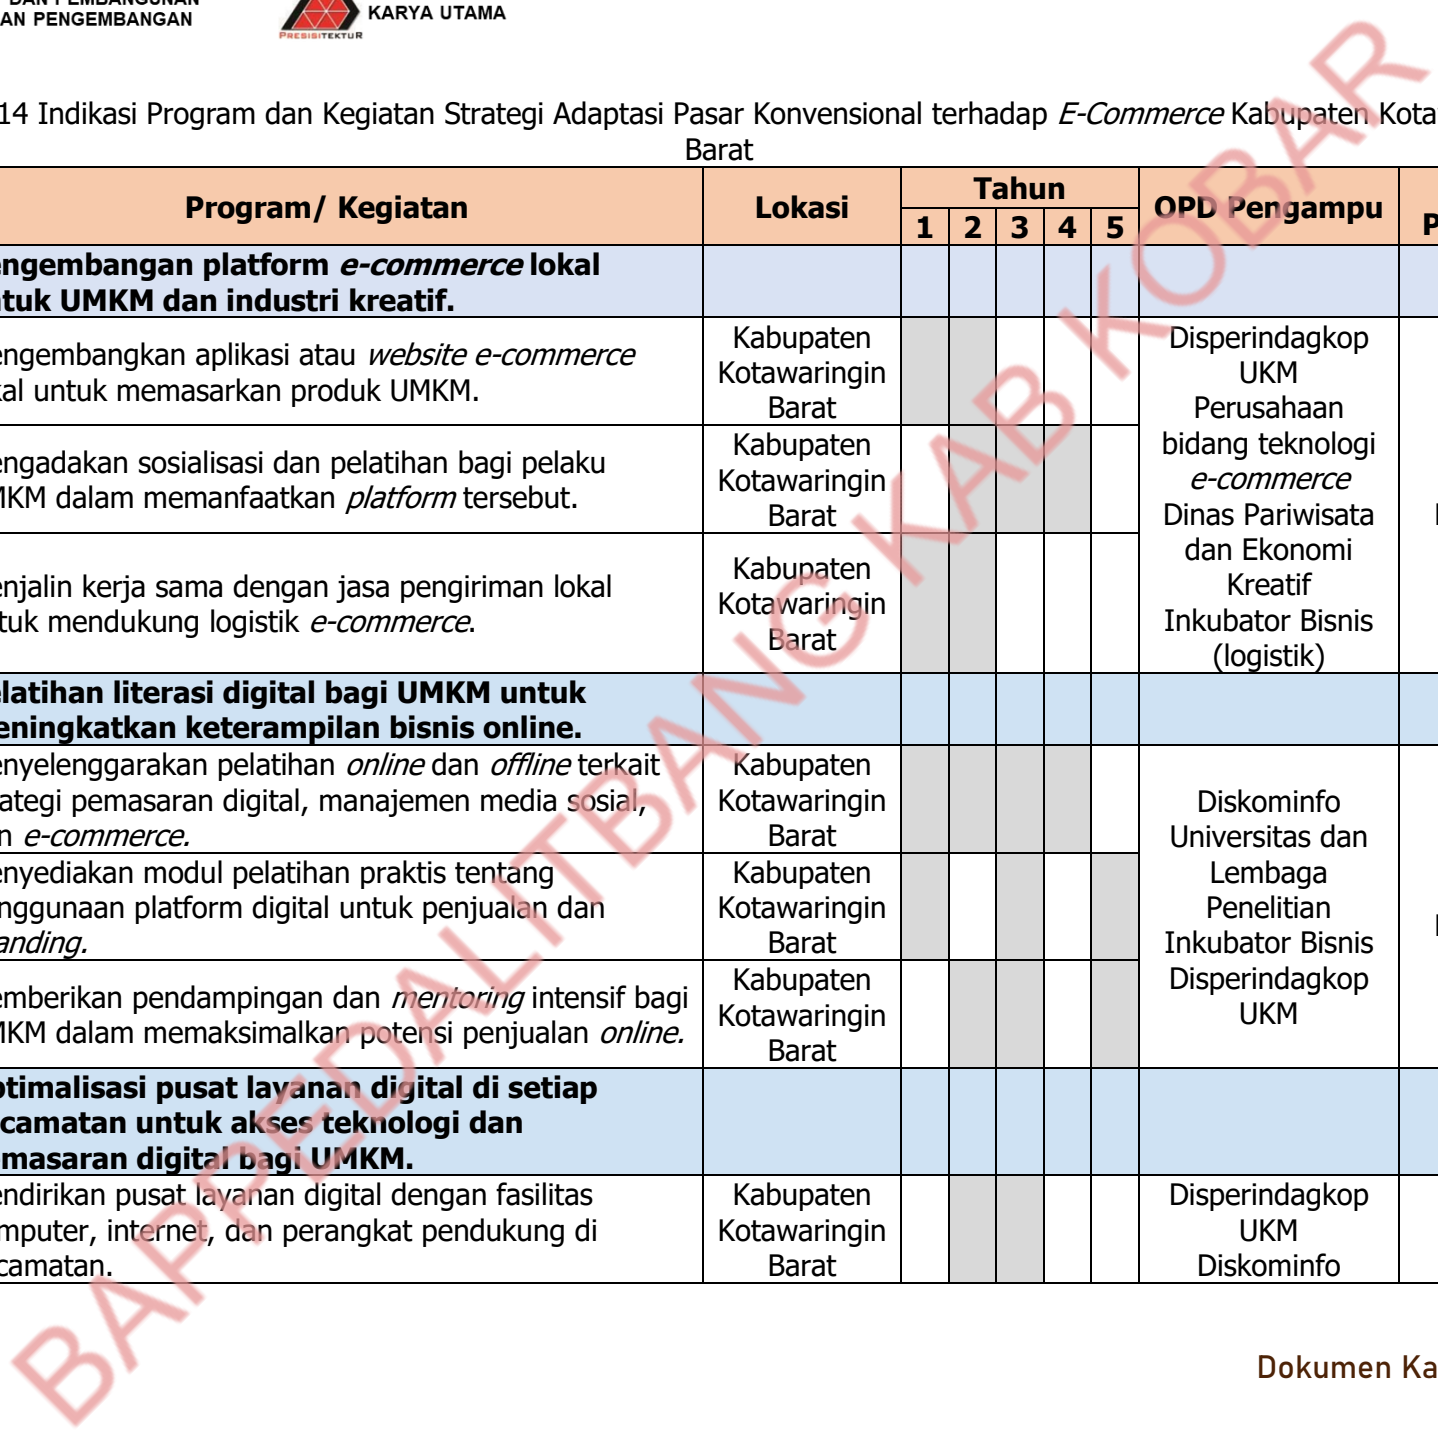 DAN PEMBANGUNAN
AN PENGEMBANGAN
PRESISITEKTUR
KARYA UTAMA
14 Indikasi Program dan Kegiatan Strategi Adaptasi Pasar Konvensional terhadap E-Commerce Kabupaten Kota
Barat
Program/ Kegiatan
Lokasi
Tahun
1 2 3 4 5
OPD Pengampu
P
engembangan platform e-commerce lokal
ntuk UMKM dan industri kreatif.
engembangkan aplikasi atau website e-commerce
kal untuk memasarkan produk UMKM.
Kabupaten
Kotawaringin
Barat
Disperindagkop
UKM
Perusahaan
bidang teknologi
e-commerce
Dinas Pariwisata
dan Ekonomi
Kreatif
Inkubator Bisnis
(logistik)
engadakan sosialisasi dan pelatihan bagi pelaku
MKM dalam memanfaatkan platform tersebut.
Kabupaten
Kotawaringin
Barat
enjalin kerja sama dengan jasa pengiriman lokal
tuk mendukung logistik e-commerce.
Kabupaten
Kotawaringin
Barat
elatihan literasi digital bagi UMKM untuk
eningkatkan keterampilan bisnis online.
enyelenggarakan pelatihan online dan offline terkait
rategi pemasaran digital, manajemen media sosial,
n e-commerce.
Kabupaten
Kotawaringin
Barat
Diskominfo
Universitas dan
Lembaga
Penelitian
Inkubator Bisnis
Disperindagkop
UKM
enyediakan modul pelatihan praktis tentang
nggunaan platform digital untuk penjualan dan
anding.
Kabupaten
Kotawaringin
Barat
emberikan pendampingan dan mentoring intensif bagi
MKM dalam memaksimalkan potensi penjualan online.
Kabupaten
Kotawaringin
Barat
ptimalisasi pusat layanan digital di setiap
camatan untuk akses teknologi dan
masaran digital bagi UMKM.
endirikan pusat layanan digital dengan fasilitas
mputer, internet, dan perangkat pendukung di
camatan.
Kabupaten
Kotawaringin
Barat
Disperindagkop
UKM
Diskominfo
BAPPEDALITBANG KAB KOBAR
Dokumen Ka